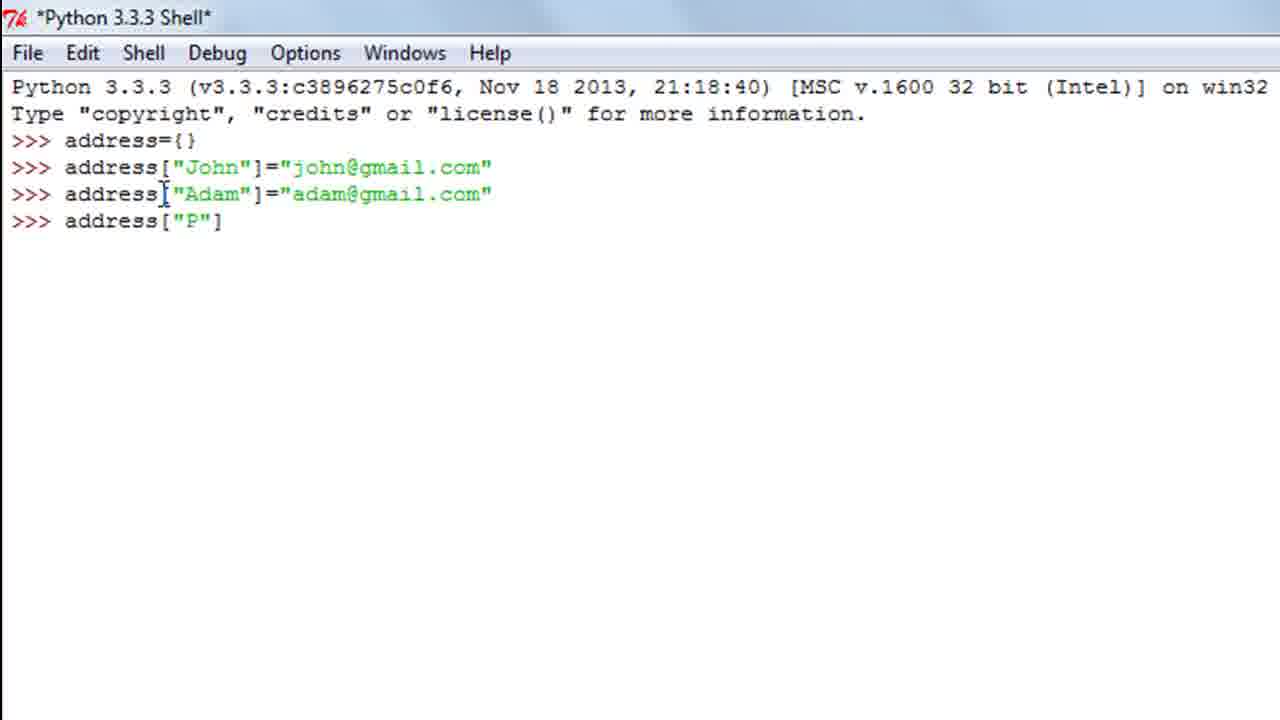 *Python 3.3.3 Shell*
File Edit Shell Debug Options Windows Help
Python 3.3.3 (v3.3.3:c3896275c0f6, Nov 18 2013, 21:18:40) [MSC v.1600 32 bit (Intel)] on win32
Type "copyright", "credits" or "license()" for more information.
>>> address={}
>>> address["John"]="john@gmail.com"
>>> address["Adam"]="adam@gmail.com"
>>> address["P"]